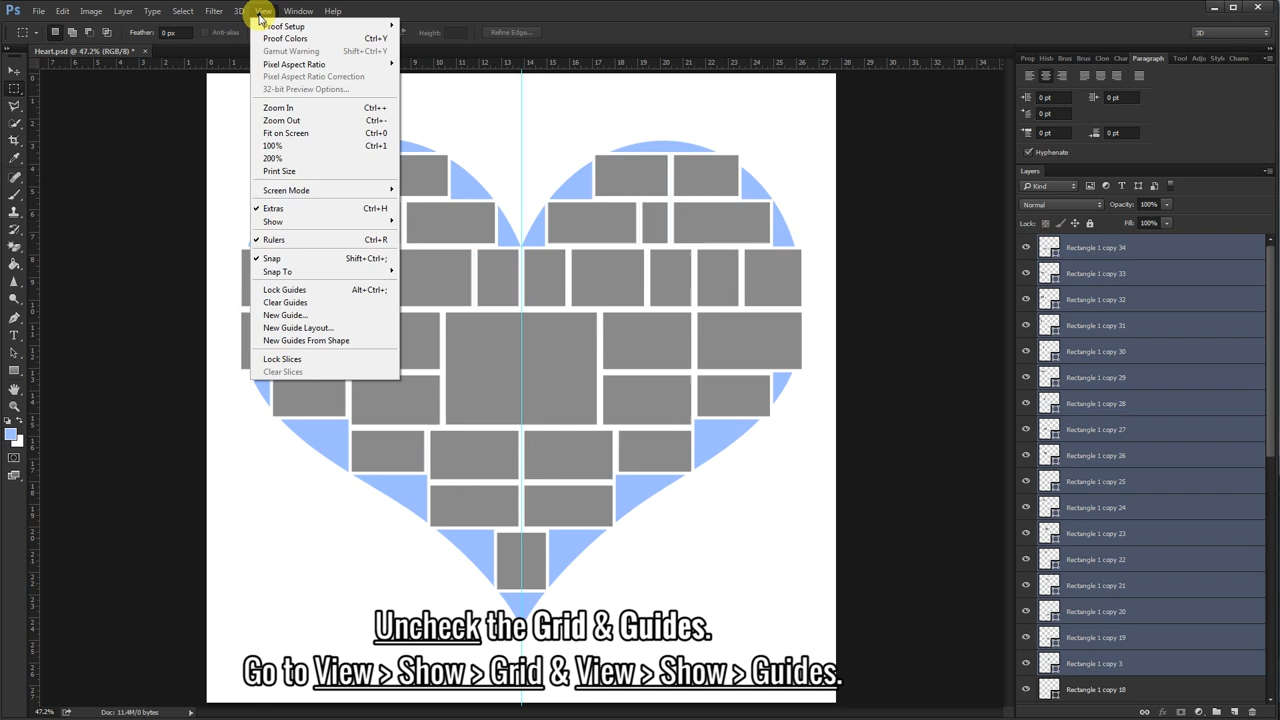 Ps File Edit Image Layer Type Select Filter 3D View Window Help
Feather: 0 px Anti-alias Height: Refine Edge... 3D
Heart.psd @ 47.2% (RGB/8) * ×
Proof Setup
Proof Colors Ctrl+Y
Gamut Warning Shift+Ctrl+Y
Pixel Aspect Ratio
Pixel Aspect Ratio Correction
32-bit Preview Options...
Zoom In Ctrl++
Zoom Out Ctrl+-
Fit on Screen Ctrl+0
100% Ctrl+1
200%
Print Size
Screen Mode
Extras Ctrl+H
Show
Rulers Ctrl+R
Snap Shift+Ctrl+;
Snap To
Lock Guides Alt+Ctrl+;
Clear Guides
New Guide...
New Guide Layout...
New Guides From Shape
Lock Slices
Clear Slices
Prop Hist Brus Brus Clon Char Paragraph Tool Adju Style Chann
0 pt 0 pt
0 pt
0 pt 0 pt
Hyphenate
Layers
Kind
Normal Opacity: 100%
Lock: Fill: 100%
Rectangle 1 copy 34
Rectangle 1 copy 33
Rectangle 1 copy 32
Rectangle 1 copy 31
Rectangle 1 copy 30
Rectangle 1 copy 29
Rectangle 1 copy 28
Rectangle 1 copy 27
Rectangle 1 copy 26
Rectangle 1 copy 25
Rectangle 1 copy 24
Rectangle 1 copy 23
Rectangle 1 copy 22
Rectangle 1 copy 21
Rectangle 1 copy 20
Rectangle 1 copy 19
Rectangle 1 copy 3
Rectangle 1 copy 18
Uncheck the Grid & Guides.
Go to View > Show > Grid & View > Show > Guides.
47.2% Doc: 11.4M/0 bytes